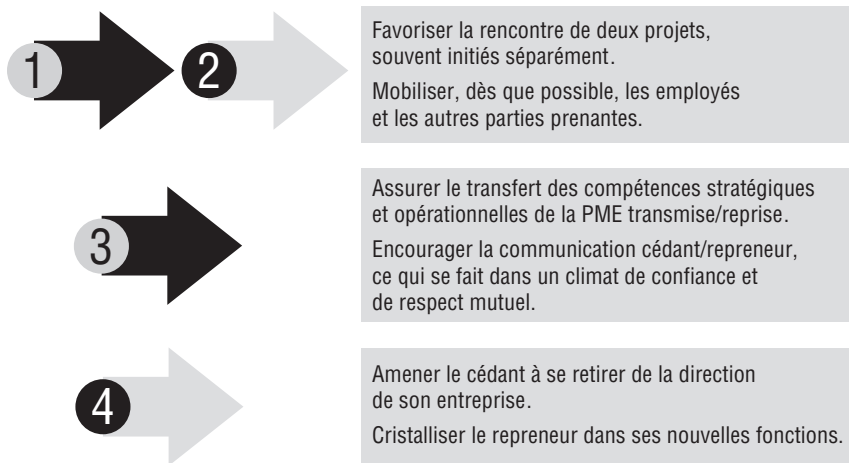 1
2
Favoriser la rencontre de deux projets,
souvent initiés séparément.
Mobiliser, dès que possible, les employés
et les autres parties prenantes.
3
Assurer le transfert des compétences stratégiques
et opérationnelles de la PME transmise/reprise.
Encourager la communication cédant/repreneur,
ce qui se fait dans un climat de confiance et
de respect mutuel.
4
Amener le cédant à se retirer de la direction
de son entreprise.
Cristalliser le repreneur dans ses nouvelles fonctions.